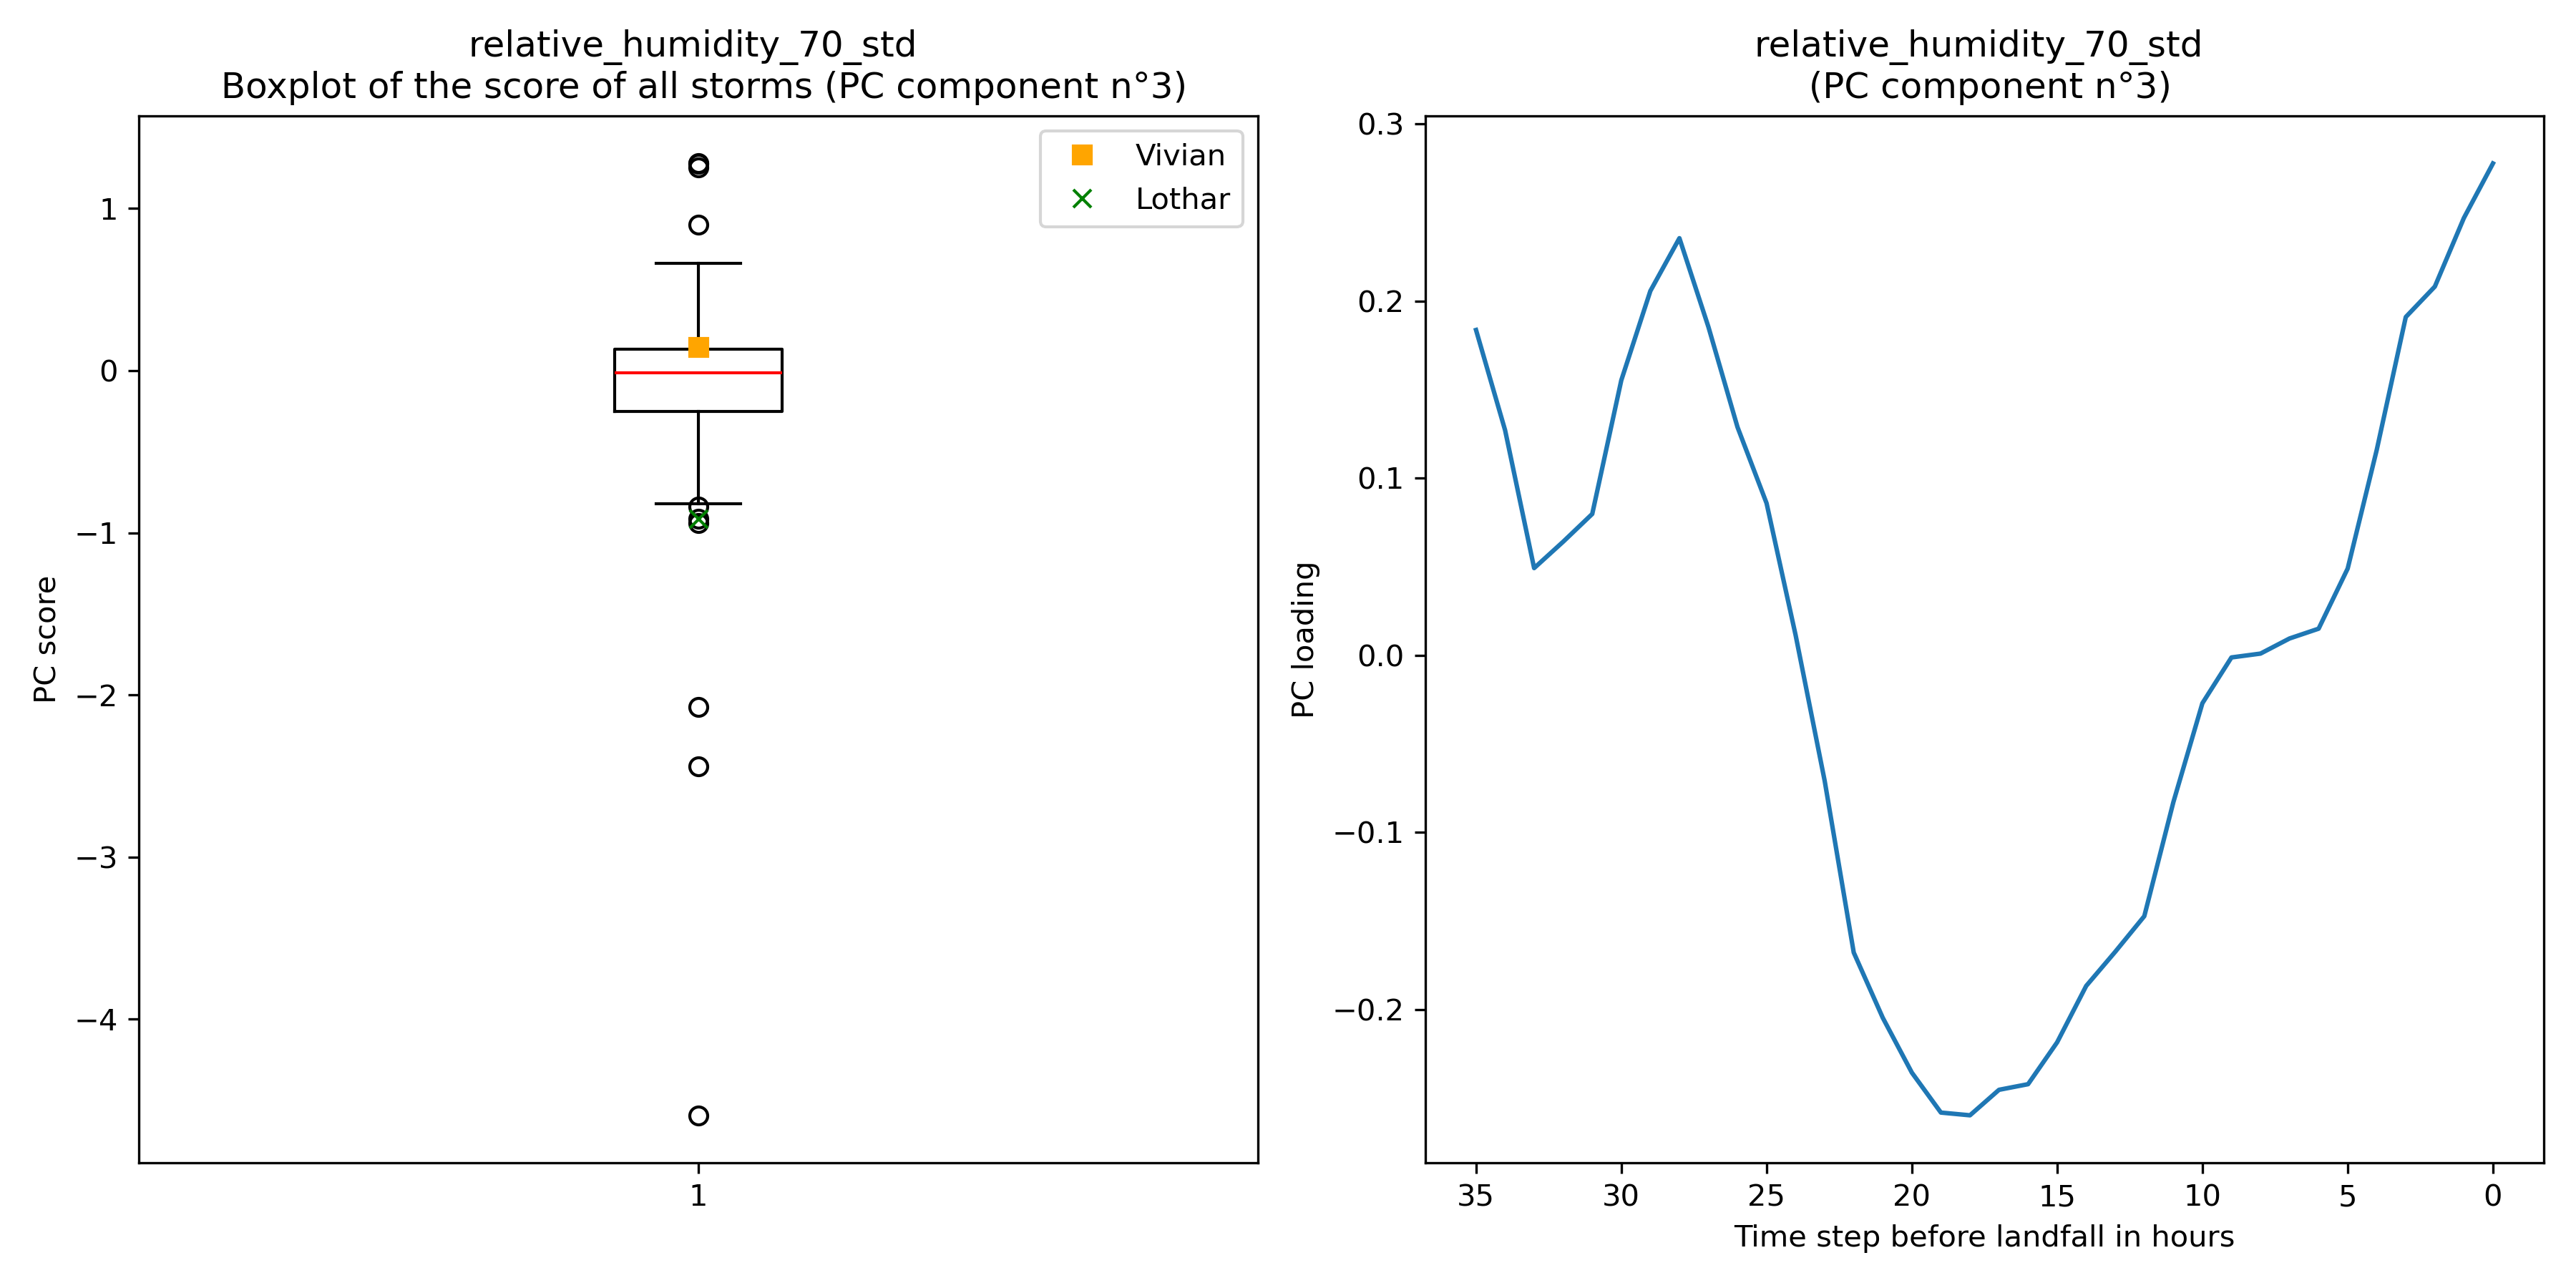 relative_humidity_70_std
Boxplot of the score of all storms (PC component n°3)
Vivian
Lothar
1
0
−1
−2
−3
−4
PC score
1
relative_humidity_70_std
(PC component n°3)
0.3
0.2
0.1
0.0
−0.1
−0.2
PC loading
35 30 25 20 15 10 5 0
Time step before landfall in hours